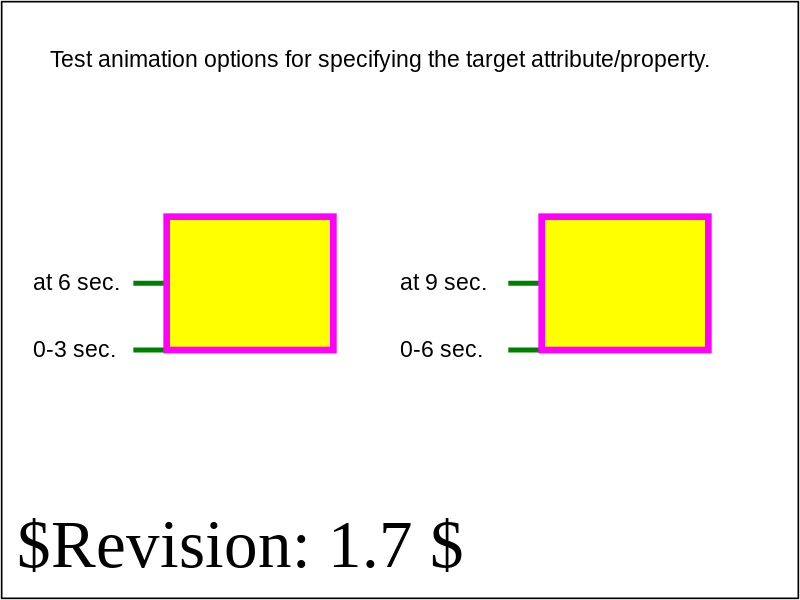 Test animation options for specifying the target attribute/property.
at 6 sec.
at 9 sec.
0-3 sec.
0-6 sec.
$Revision: 1.7 $